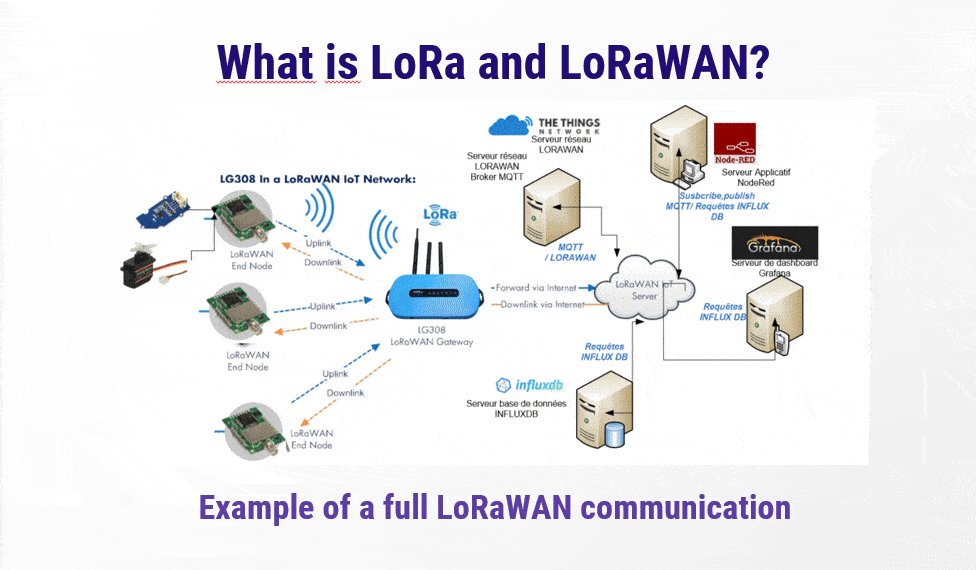 What is LoRa and LoRaWAN?
THE THINGS
NETWORK
Serveur réseau
LORAWAN
Serveur réseau
LORAWAN
Broker MQTT
Node-RED
Serveur Applicatif
NodeRed
Susbcribe,publish
MQTT/ Requêtes INFLUX
DB
LG308 In a LoRaWAN IoT Network:
LoRa
Uplink
Downlink
LoRaWAN
End Node
MQTT
/ LORAWAN
Grafana
Serveur de dashboard
Grafana
LoRaWAN IoT
Server
Forward via Internet
Downlink via Internet
Uplink
Downlink
LG308
LoRaWAN Gateway
Requêtes
INFLUX DB
LoRaWAN
End Node
Requêtes
INFLUX DB
Uplink
Downlink
influxdb
Serveur base de données
INFLUXDB
LoRaWAN
End Node
Example of a full LoRaWAN communication